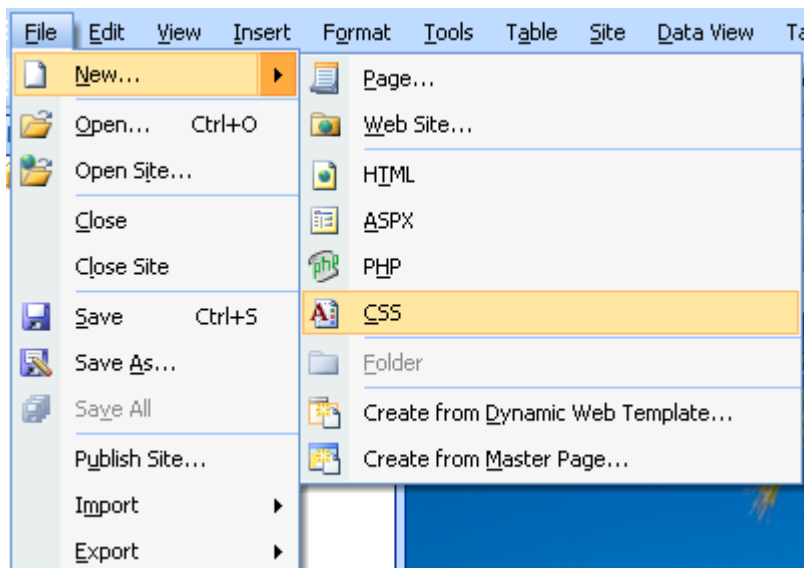 File Edit View Insert Format Tools Table Site Data View
New...
Open... Ctrl+O
Open Site...
Close
Close Site
Save Ctrl+S
Save As...
Save All
Publish Site...
Import
Export
Page...
Web Site...
HTML
ASPX
php PHP
CSS
Folder
Create from Dynamic Web Template...
Create from Master Page...